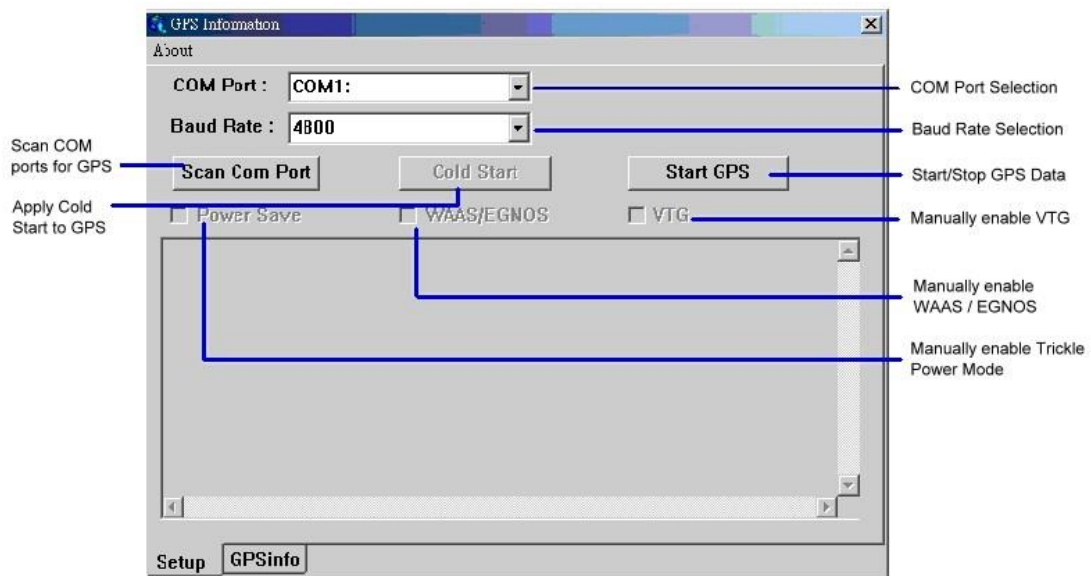 GPS Information
About
COM Port :
COM1:
COM Port Selection
Baud Rate :
4800
Baud Rate Selection
Scan COM
ports for GPS
Scan Com Port
Cold Start
Start GPS
Start/Stop GPS Data
Apply Cold
Start to GPS
Power Save
WAAS/EGNOS
VTG
Manually enable VTG
Manually enable
WAAS / EGNOS
Manually enable Trickle
Power Mode
Setup
GPSinfo